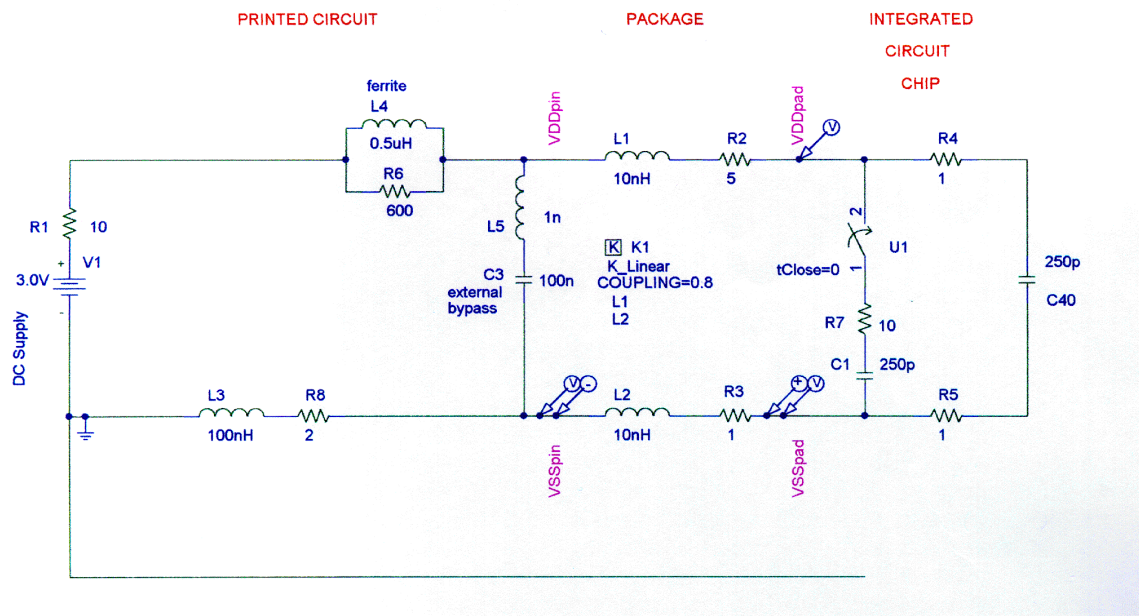 PRINTED CIRCUIT
PACKAGE
INTEGRATED
CIRCUIT
CHIP
ferrite
L4
0.5uH
R6
600
VDDpin
L1
10nH
R2
5
VDDpad
V
R4
1
R1
10
+
V1
3.0V
-
DC Supply
L5
1n
C3
100n
external
bypass
K K1
K_Linear
COUPLING=0.8
L1
L2
2
U1
tClose=0
1
R7
10
C1
250p
250p
C40
L3
100nH
R8
2
V -
VSSpin
L2
10nH
R3
1
+ V
VSSpad
R5
1